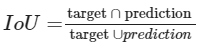 IoU = target ∩ prediction
target ∪prediction